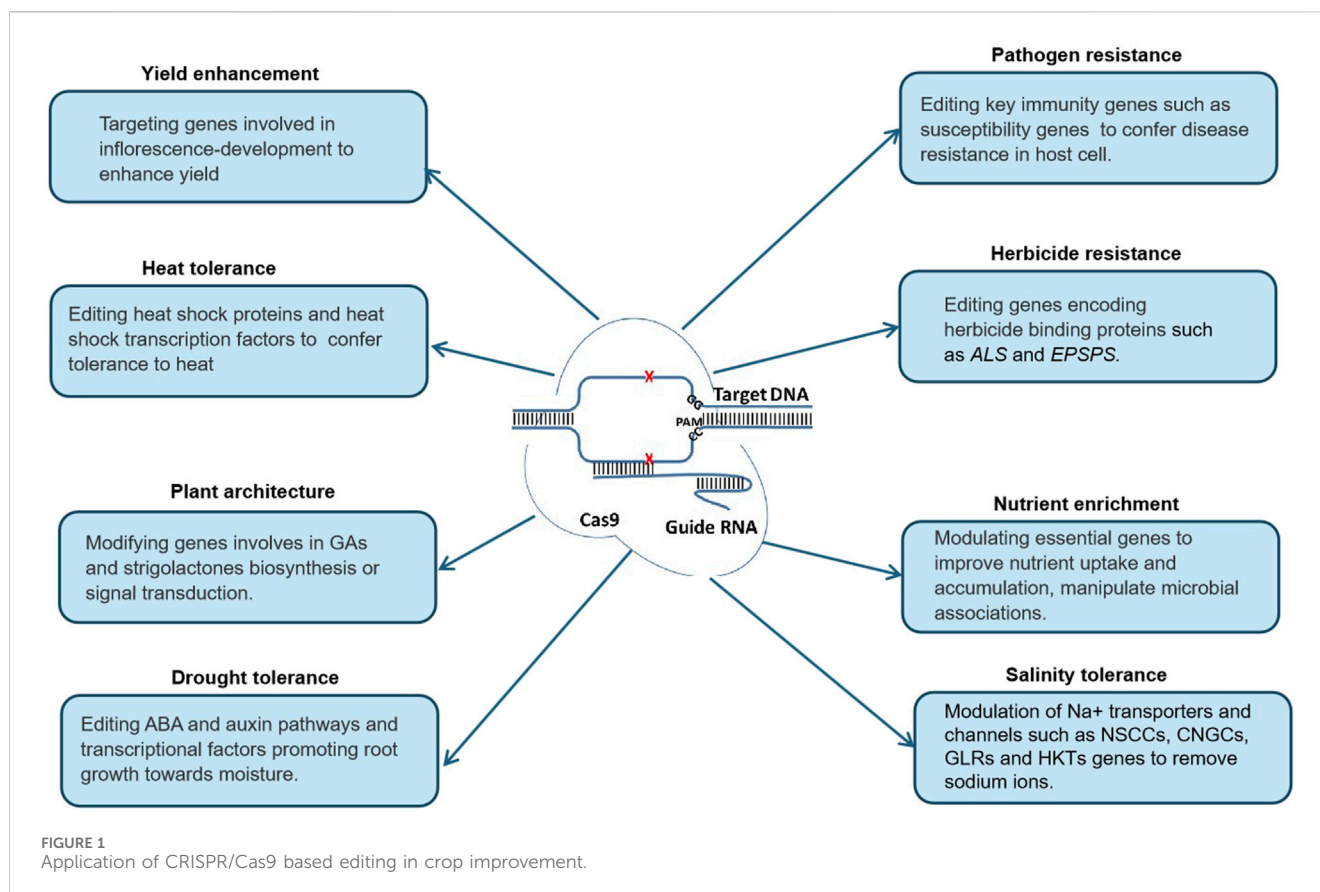 Yield enhancement
Targeting genes involved in
inflorescence-development to
enhance yield
Heat tolerance
Editing heat shock proteins and heat
shock transcription factors to confer
tolerance to heat
Plant architecture
Modifying genes involves in GAs
and strigolactones biosynthesis or
signal transduction.
Drought tolerance
Editing ABA and auxin pathways and
transcriptional factors promoting root
growth towards moisture.
X
GG
Target DNA
PAM
CC
X
Cas9
Guide RNA
Pathogen resistance
Editing key immunity genes such as
susceptibility genes to confer disease
resistance in host cell.
Herbicide resistance
Editing genes encoding
herbicide binding proteins such
as ALS and EPSPS.
Nutrient enrichment
Modulating essential genes to
improve nutrient uptake and
accumulation, manipulate microbial
associations.
Salinity tolerance
Modulation of Na+ transporters and
channels such as NSCCs, CNGCs,
GLRs and HKTs genes to remove
sodium ions.
FIGURE 1
Application of CRISPR/Cas9 based editing in crop improvement.